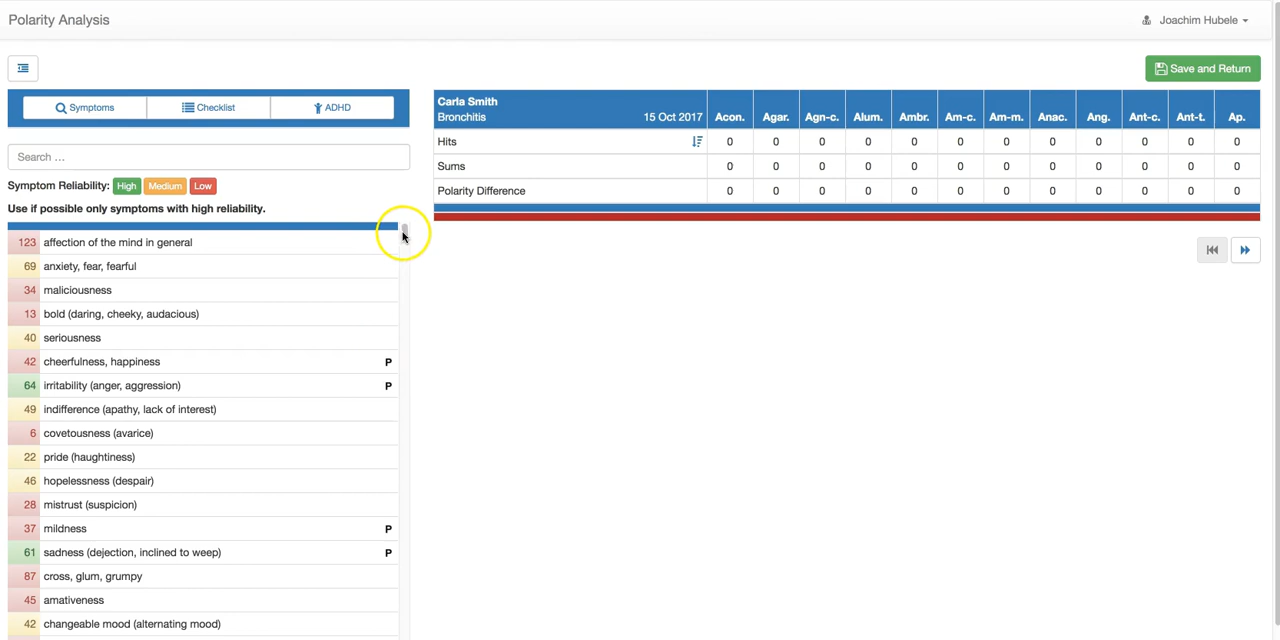 Polarity Analysis
Joachim Hubele
Save and Return
Symptoms Checklist ADHD
Search ...
Symptom Reliability: High Medium Low
Use if possible only symptoms with high reliability.
123 affection of the mind in general
69 anxiety, fear, fearful
34 maliciousness
13 bold (daring, cheeky, audacious)
40 seriousness
42 cheerfulness, happiness P
64 irritability (anger, aggression) P
49 indifference (apathy, lack of interest)
6 covetousness (avarice)
22 pride (haughtiness)
46 hopelessness (despair)
28 mistrust (suspicion)
37 mildness P
61 sadness (dejection, inclined to weep) P
87 cross, glum, grumpy
45 amativeness
42 changeable mood (alternating mood)
Carla Smith
Bronchitis 15 Oct 2017 Acon. Agar. Agn-c. Alum. Ambr. Am-c. Am-m. Anac. Ang. Ant-c. Ant-t. Ap.
Hits 0 0 0 0 0 0 0 0 0 0 0 0
Sums 0 0 0 0 0 0 0 0 0 0 0 0
Polarity Difference 0 0 0 0 0 0 0 0 0 0 0 0